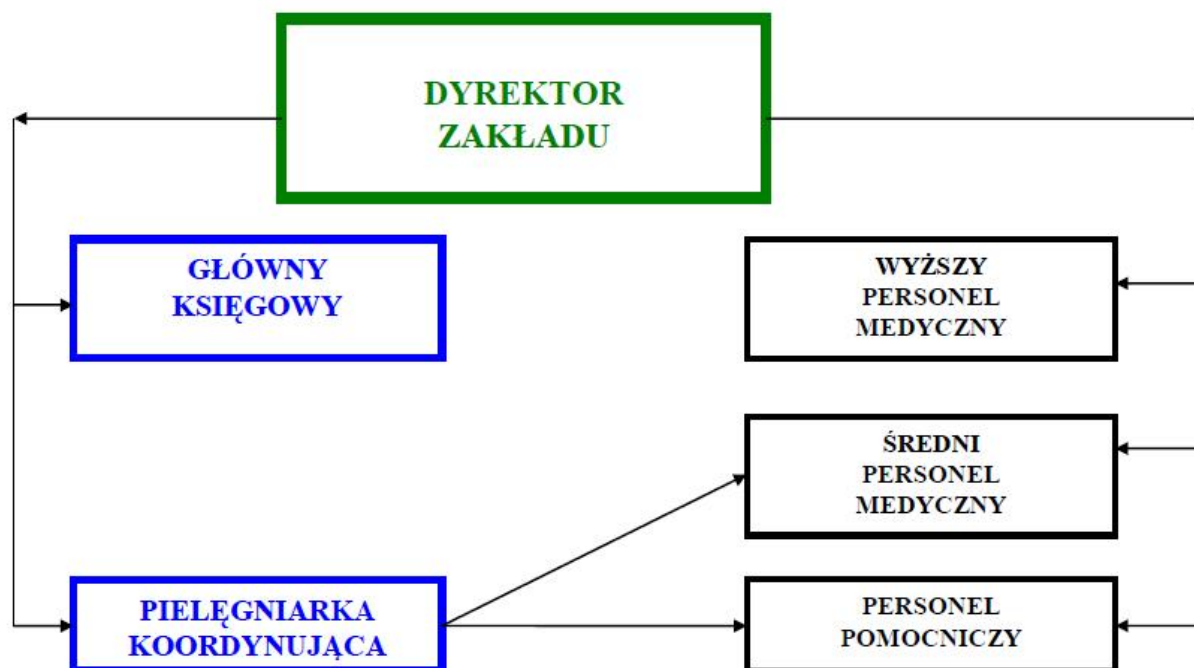 DYREKTOR
ZAKŁADU
GŁÓWNY
KSIĘGOWY
WYŻSZY
PERSONEL
MEDYCZNY
ŚREDNI
PERSONEL
MEDYCZNY
PIELĘGNIARKA
KOORDYNUJĄCA
PERSONEL
POMOCNICZY